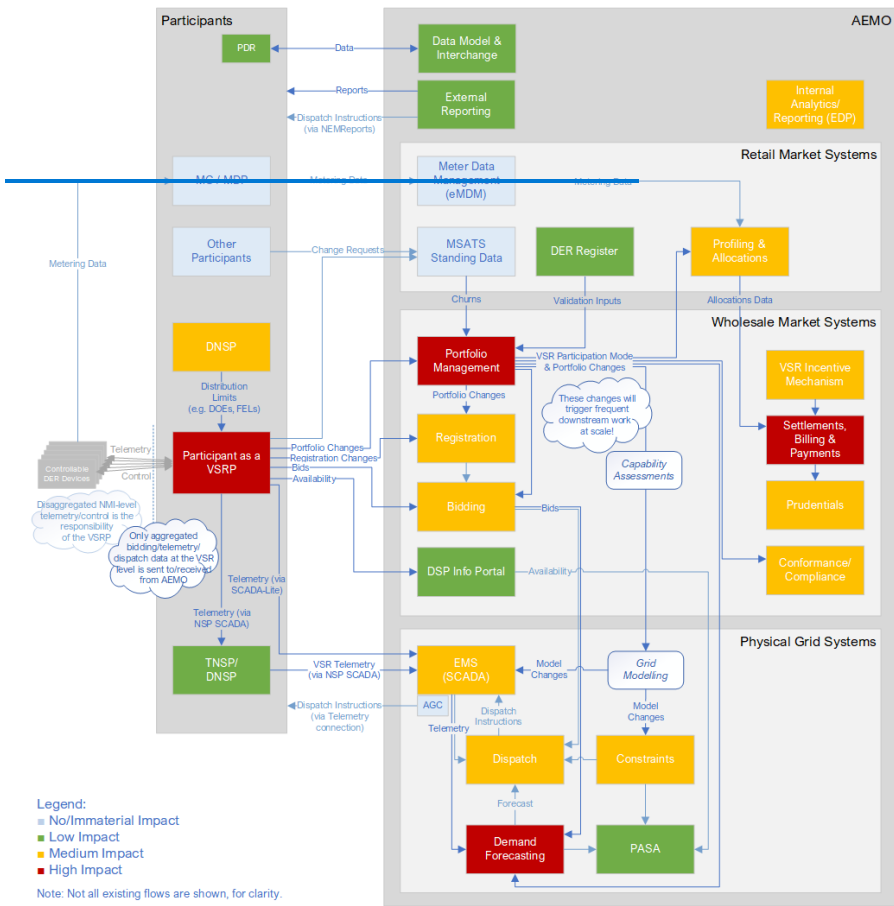 Participants
AEMO
PDR
Data
Data Model &
Interchange
Reports
External
Reporting
Dispatch Instructions
(via NEMReports)
Internal
Analytics/
Reporting (EDP)
Retail Market Systems
MC / MDP
Metering Data
Meter Data
Management
(eMDM)
Metering Data
Other
Participants
Change Requests
MSATS
Standing Data
DER Register
Profiling &
Allocations
Metering Data
Churns
Validation Inputs
Allocations Data
Wholesale Market Systems
DNSP
Portfolio
Management
VSR Participation Mode
& Portfolio Changes
VSR Incentive
Mechanism
Distribution
Limits
(e.g. DOEs, FELs)
Portfolio Changes
These changes will
trigger frequent
downstream work
at scale!
Settlements,
Billing &
Payments
Participant as a
VSRP
Portfolio Changes
Registration Changes
Bids
Availability
Registration
Telemetry
Control
Controllable
DER Devices
Capability
Assessments
Disaggregated NMI-level
telemetry/control is the
responsibility
of the VSRP
Only aggregated
bidding/telemetry/
dispatch data at the VSR
level is sent to/received
from AEMO
Bidding
Bids
Prudentials
Telemetry (via
SCADA-Lite)
DSP Info Portal
Availability
Conformance/
Compliance
Telemetry (via
NSP SCADA)
Physical Grid Systems
TNSP/
DNSP
VSR Telemetry
(via NSP SCADA)
EMS
(SCADA)
Model
Changes
Grid
Modelling
Dispatch Instructions
(via Telemetry
connection)
AGC
Telemetry
Dispatch
Instructions
Model
Changes
Dispatch
Constraints
Forecast
Demand
Forecasting
PASA
Legend:
No/Immaterial Impact
Low Impact
Medium Impact
High Impact
Note: Not all existing flows are shown, for clarity.